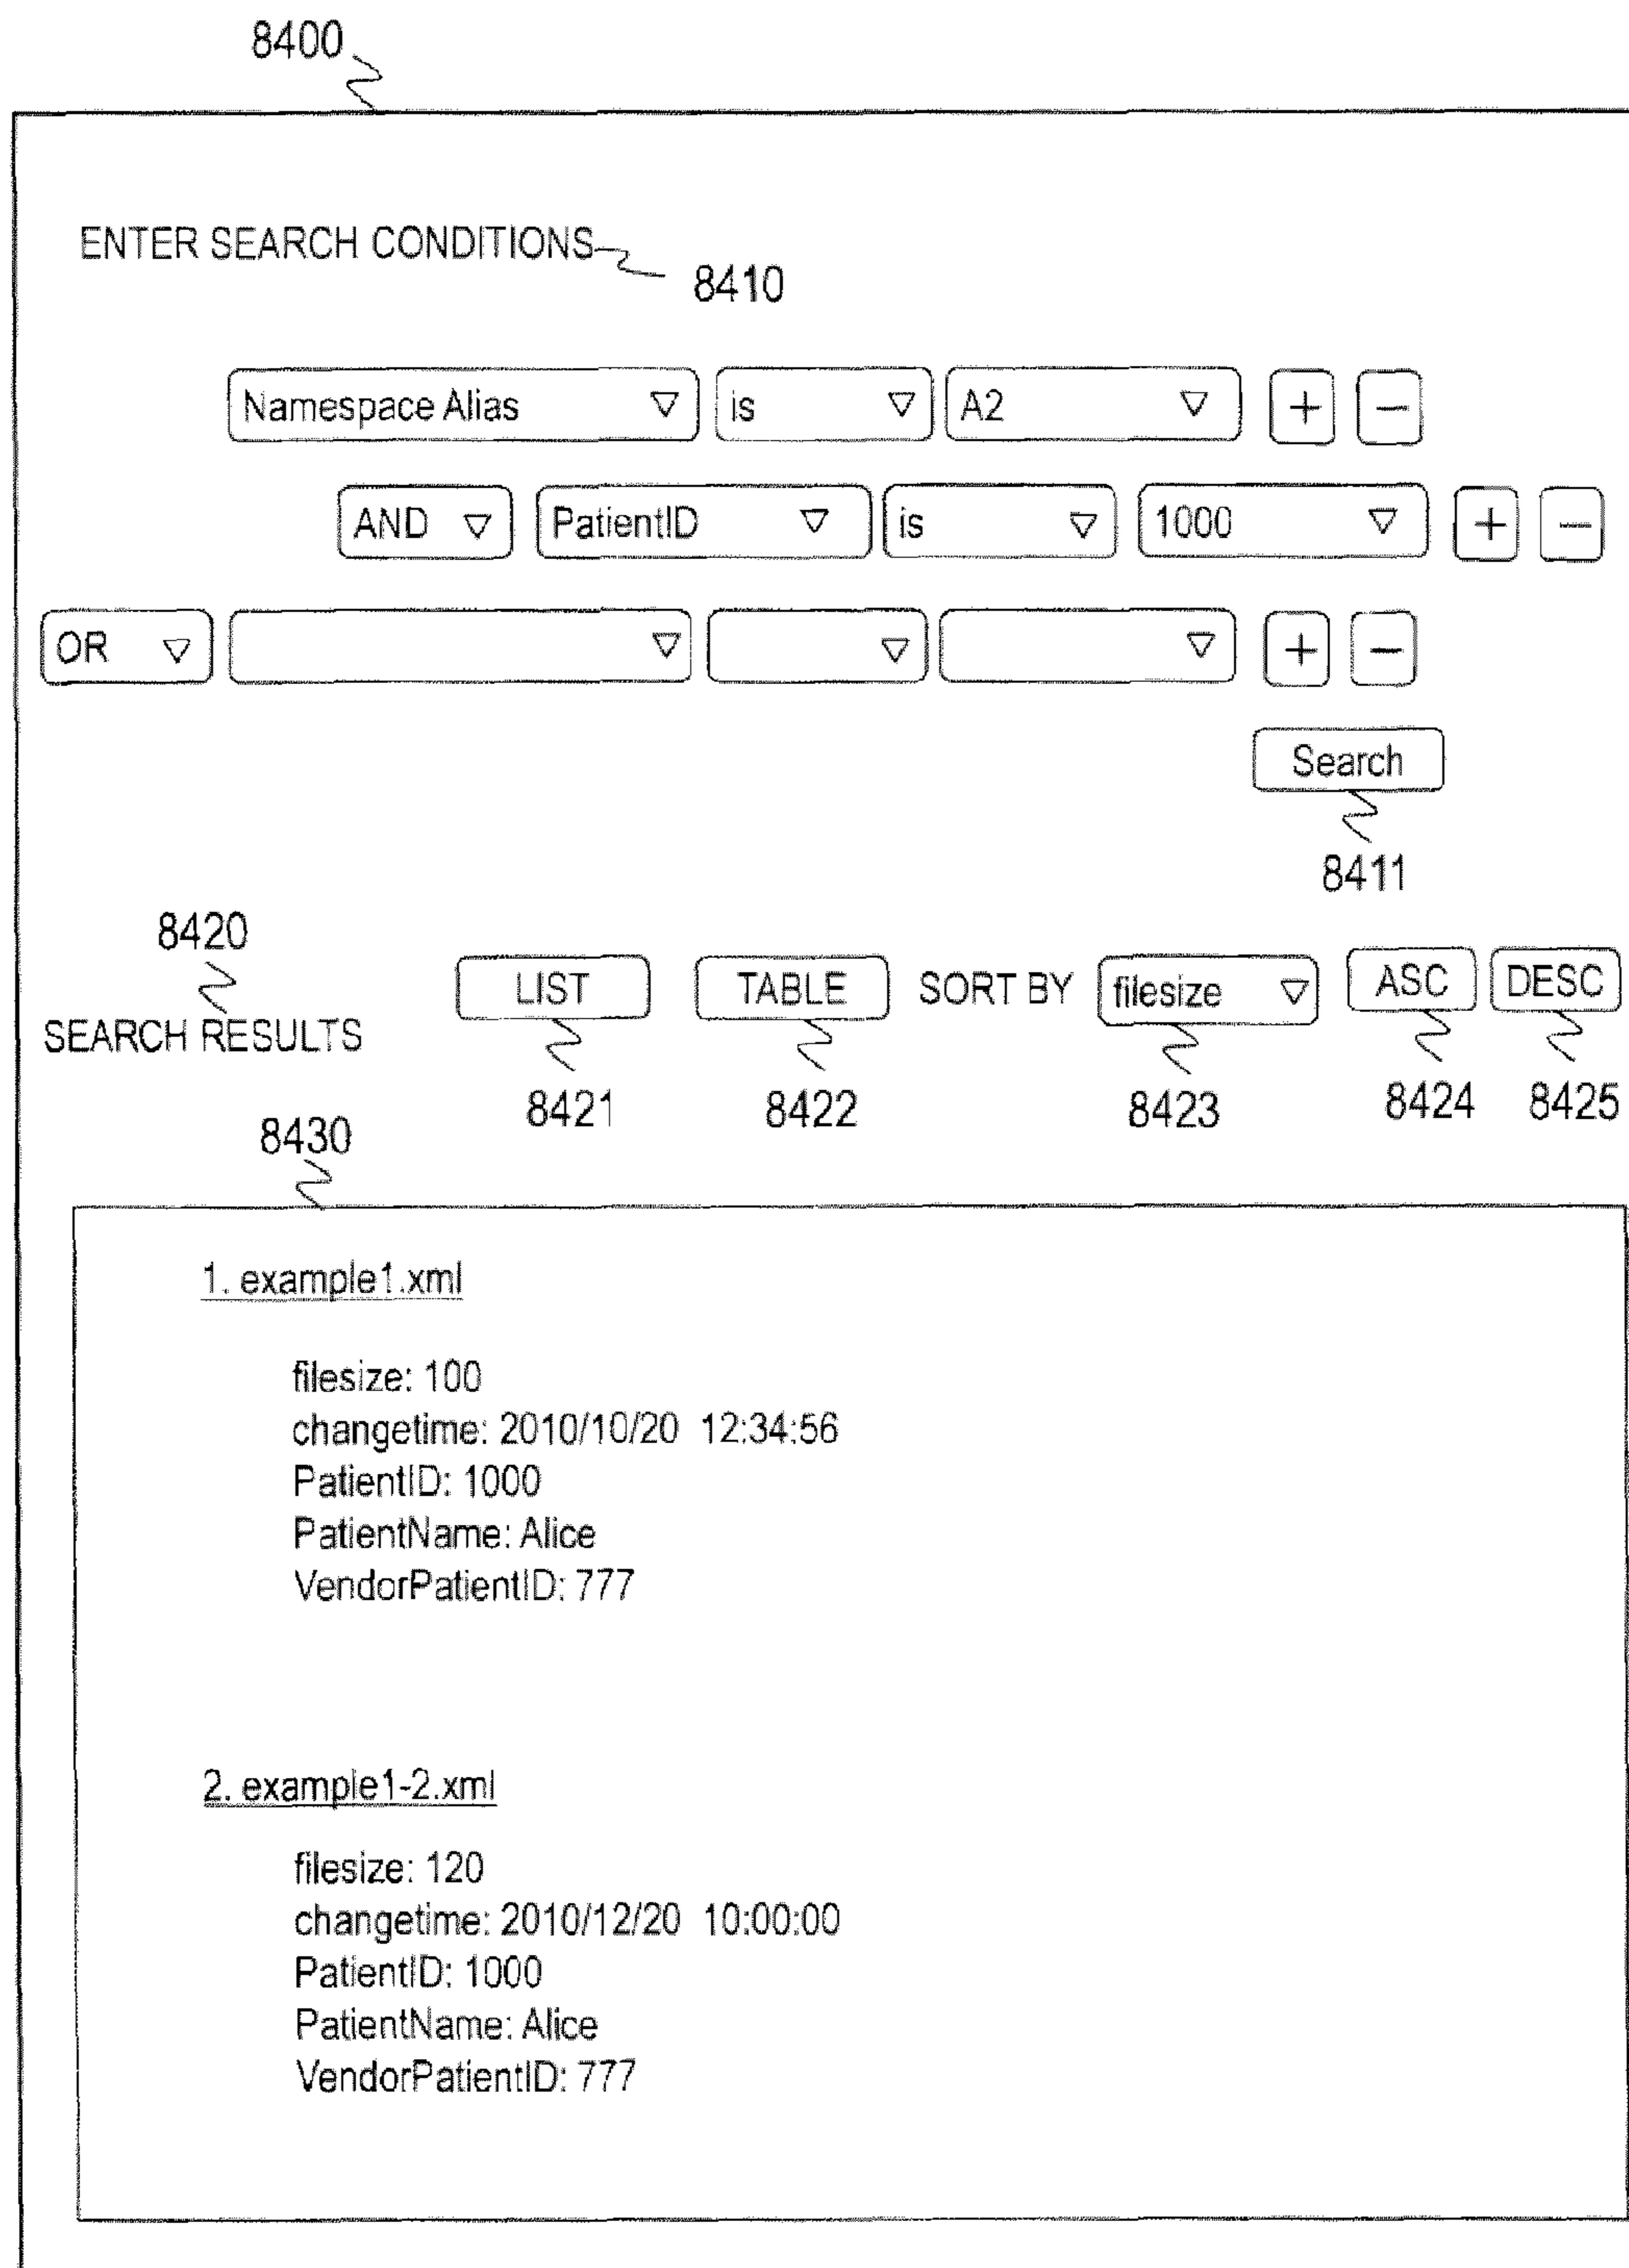 8400
ENTER SEARCH CONDITIONS
8410
Namespace Alias is A2 + −
AND PatientID is 1000 + −
OR + −
Search
8411
8420
LIST TABLE SORT BY filesize ASC DESC
SEARCH RESULTS
8421 8422 8423 8424 8425
8430
1. example1.xml
filesize: 100
changetime: 2010/10/20 12:34:56
PatientID: 1000
PatientName: Alice
VendorPatientID: 777
2. example1-2.xml
filesize: 120
changetime: 2010/12/20 10:00:00
PatientID: 1000
PatientName: Alice
VendorPatientID: 777